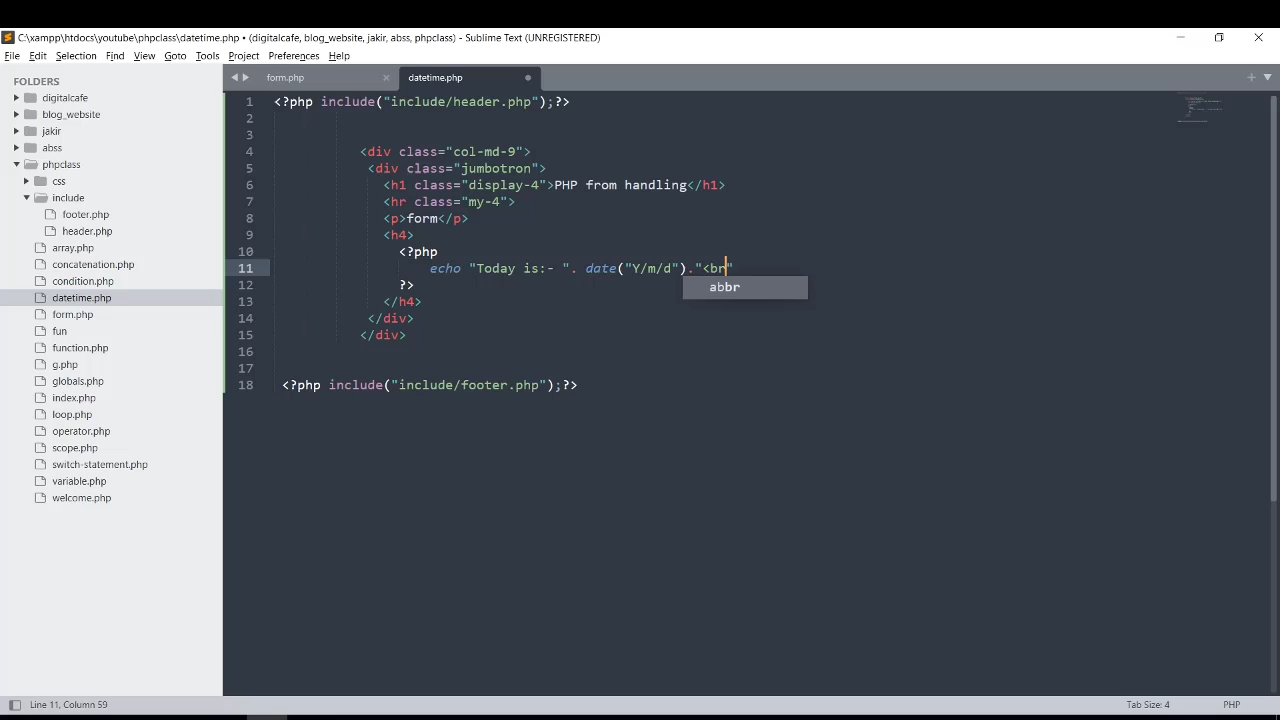 C:\xampp\htdocs\youtube\phpclass\datetime.php • (digitalcafe, blog_website, jakir, abss, phpclass) - Sublime Text (UNREGISTERED)
File Edit Selection Find View Goto Tools Project Preferences Help
FOLDERS
digitalcafe
blog_website
jakir
abss
phpclass
css
include
footer.php
header.php
array.php
concatenation.php
condition.php
datetime.php
form.php
fun
function.php
g.php
globals.php
index.php
loop.php
operator.php
scope.php
switch-statement.php
variable.php
welcome.php
form.php datetime.php
1 <?php include("include/header.php");?>
2
3
4 <div class="col-md-9">
5 <div class="jumbotron">
6 <h1 class="display-4">PHP from handling</h1>
7 <hr class="my-4">
8 <p>form</p>
9 <h4>
10 <?php
11 echo "Today is:- ". date("Y/m/d")."<br"
abbr
12 ?>
13 </h4>
14 </div>
15 </div>
16
17
18 <?php include("include/footer.php");?>
Line 11, Column 59 Tab Size: 4 PHP